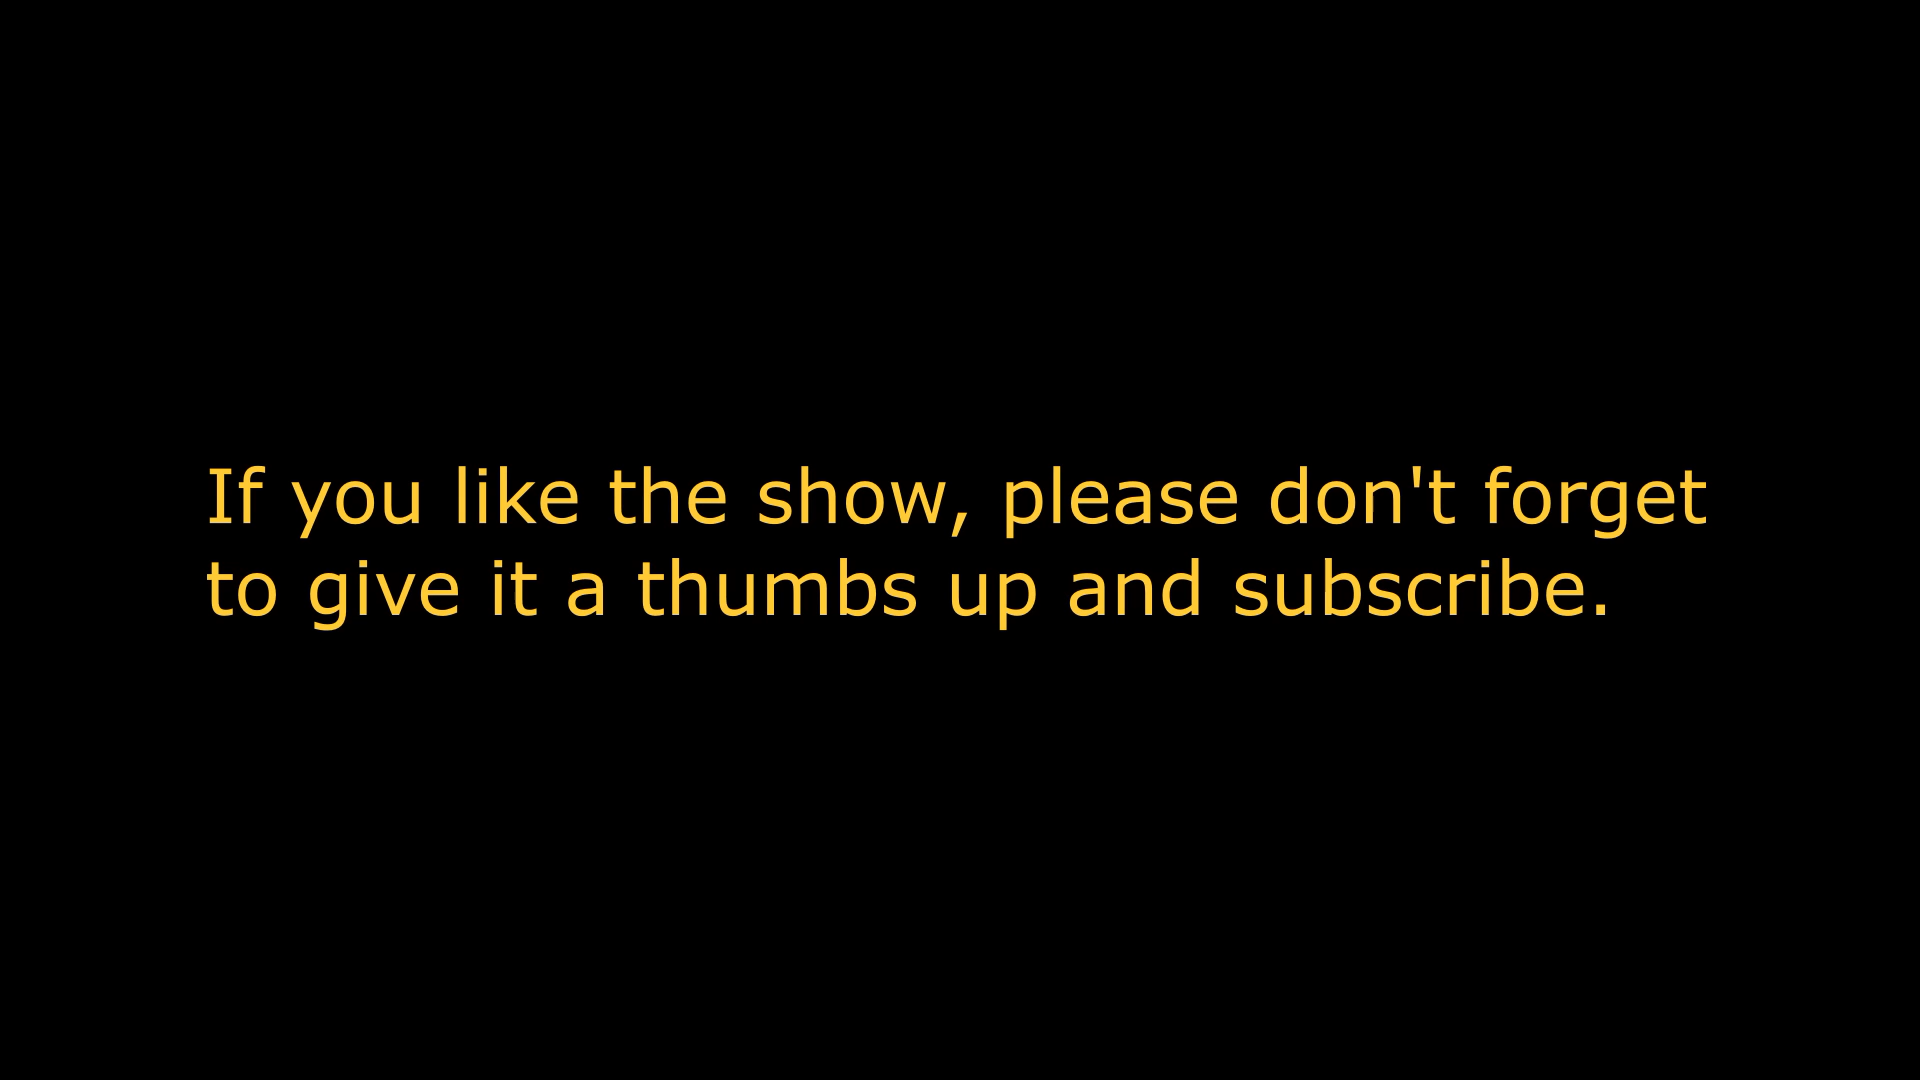 If you like the show, please don't forget
to give it a thumbs up and subscribe.